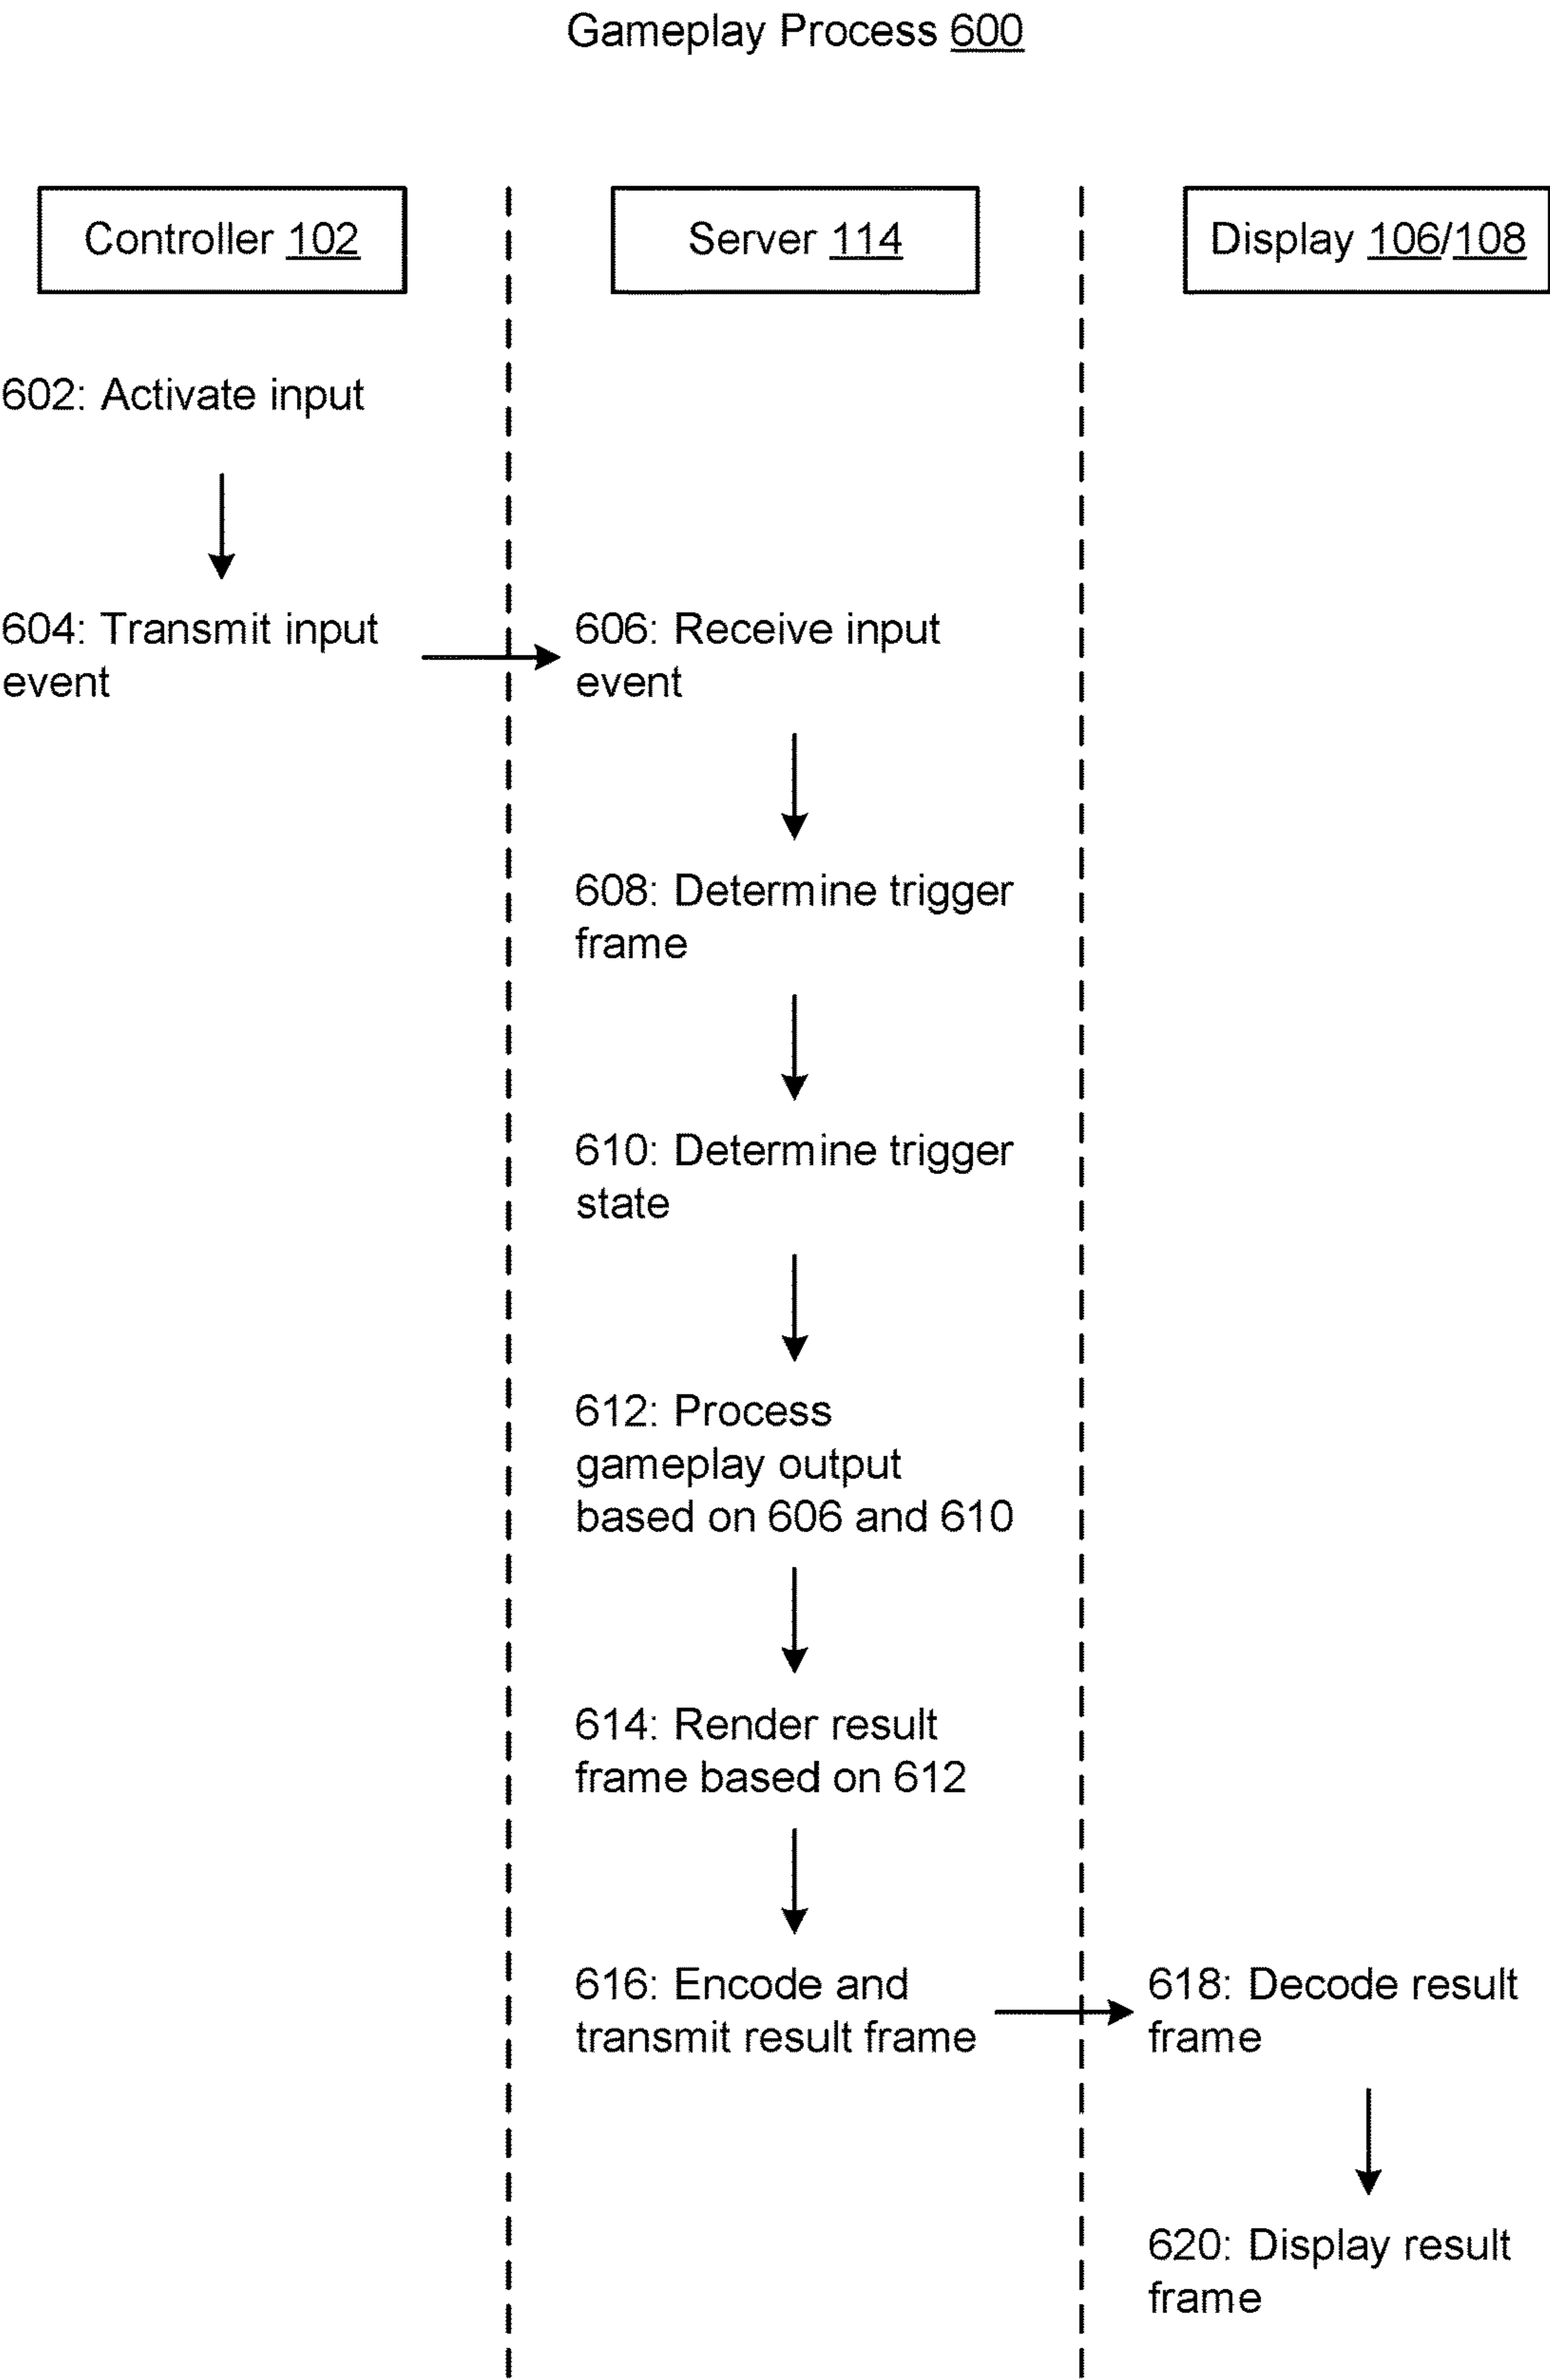 Gameplay Process 600
Controller 102
Server 114
Display 106/108
602: Activate input
604: Transmit input
event
606: Receive input
event
608: Determine trigger
frame
610: Determine trigger
state
612: Process
gameplay output
based on 606 and 610
614: Render result
frame based on 612
616: Encode and
transmit result frame
618: Decode result
frame
620: Display result
frame